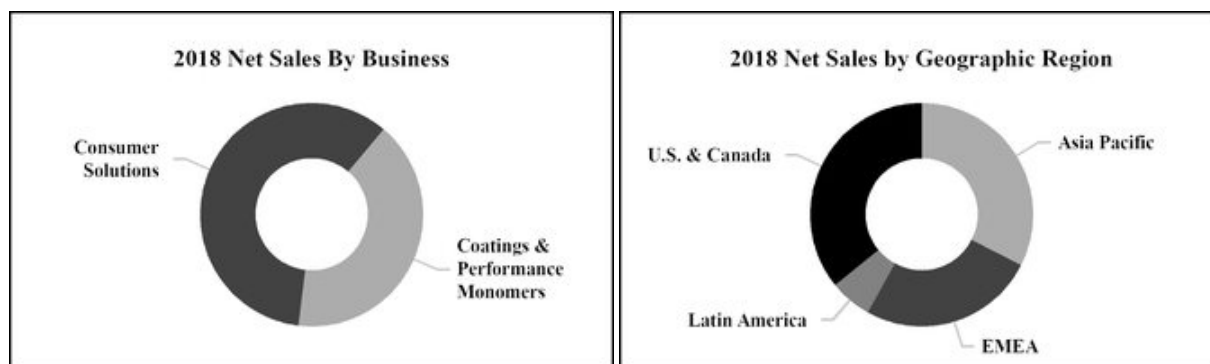 2018 Net Sales By Business
Consumer
Solutions
Coatings &
Performance
Monomers
2018 Net Sales by Geographic Region
U.S. & Canada
Asia Pacific
Latin America
EMEA